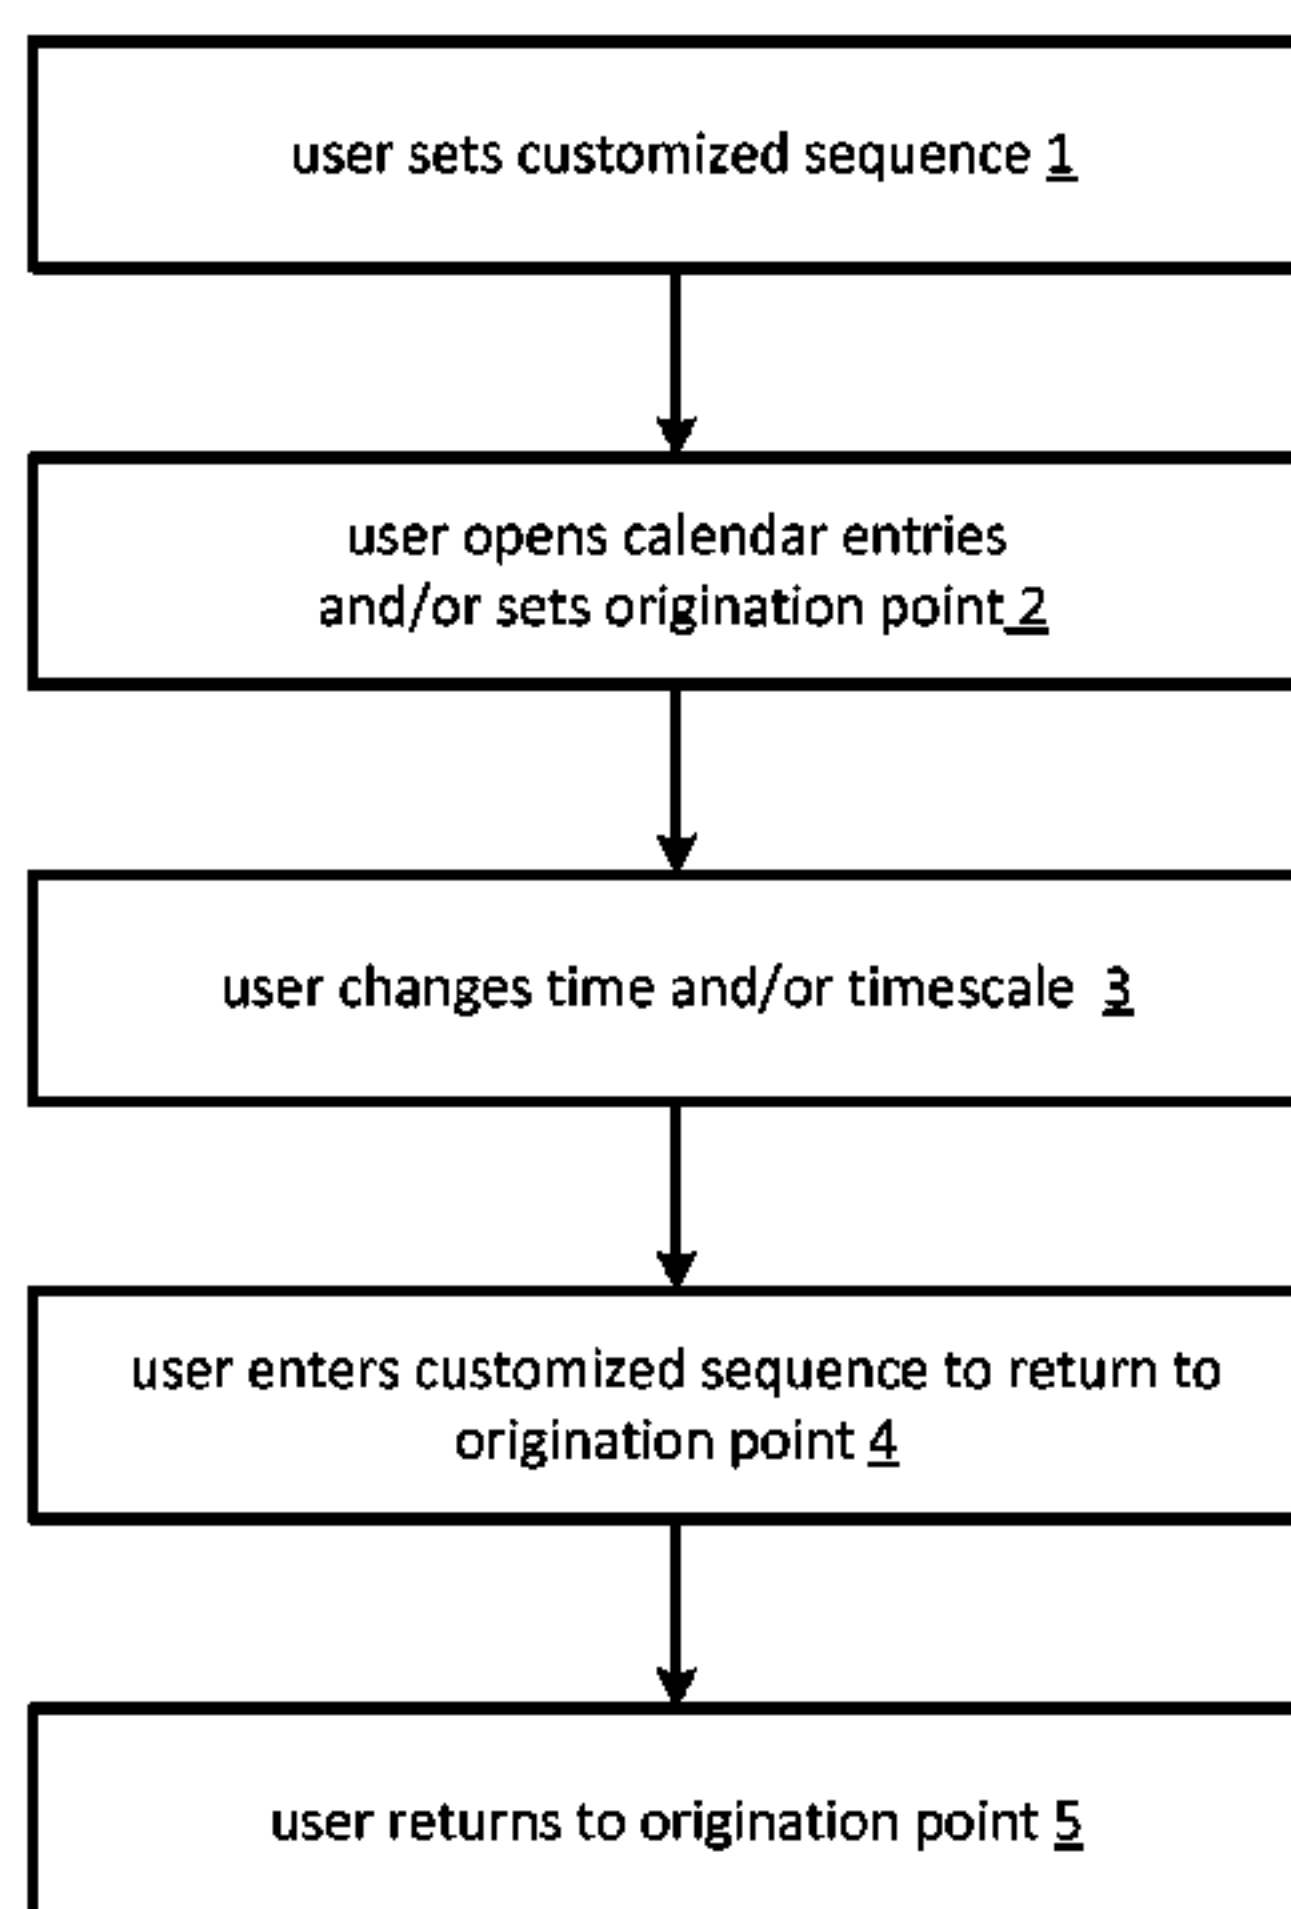 user sets customized sequence 1
user opens calendar entries
and/or sets origination point 2
user changes time and/or timescale 3
user enters customized sequence to return to
origination point 4
user returns to origination point 5